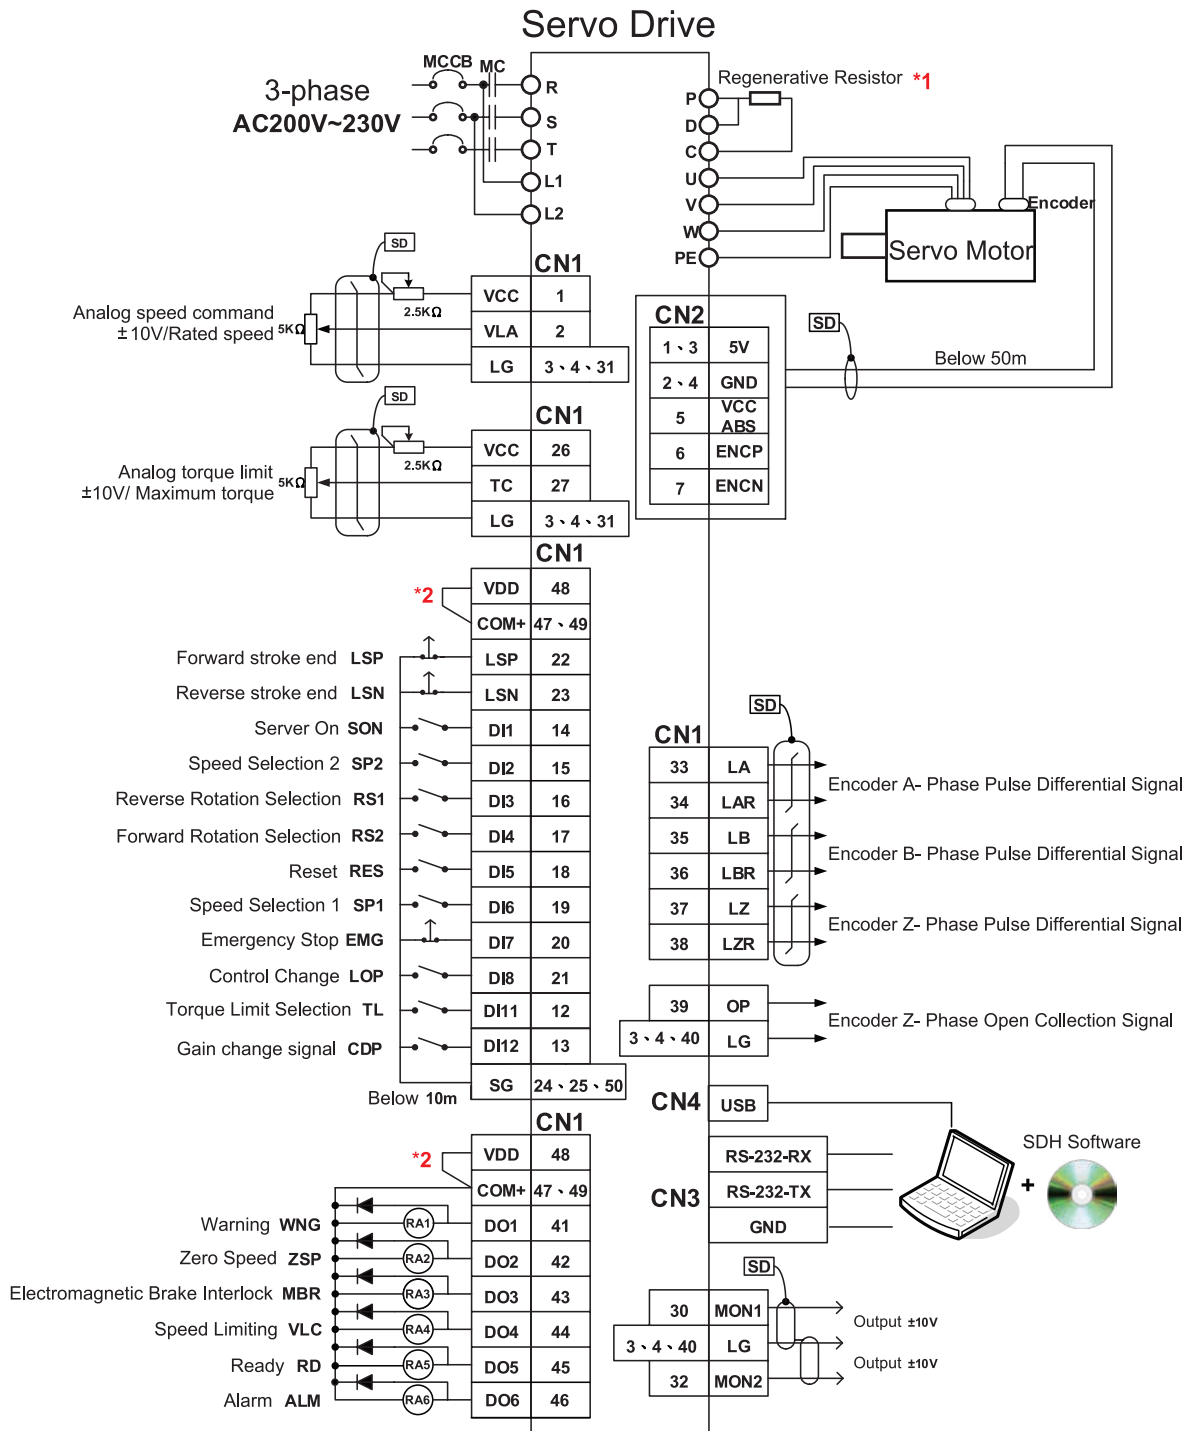 Servo Drive
3-phase
AC200V~230V
MCCB
MC
R
S
T
L1
L2
P
D
C
U
V
W
PE
Regenerative Resistor *1
Encoder
Servo Motor
SD
CN1
Analog speed command
±10V/Rated speed
5KΩ
2.5KΩ
VCC 1
VLA 2
LG 3、4、31
SD
CN1
Analog torque limit
±10V/ Maximum torque
5KΩ
2.5KΩ
VCC 26
TC 27
LG 3、4、31
CN2
1、3 5V
2、4 GND
5 VCC ABS
6 ENCP
7 ENCN
SD
Below 50m
CN1
*2
VDD 48
COM+ 47、49
Forward stroke end LSP LSP 22
Reverse stroke end LSN LSN 23
Server On SON DI1 14
Speed Selection 2 SP2 DI2 15
Reverse Rotation Selection RS1 DI3 16
Forward Rotation Selection RS2 DI4 17
Reset RES DI5 18
Speed Selection 1 SP1 DI6 19
Emergency Stop EMG DI7 20
Control Change LOP DI8 21
Torque Limit Selection TL DI11 12
Gain change signal CDP DI12 13
SG 24、25、50
Below 10m
CN1
*2
VDD 48
COM+ 47、49
Warning WNG RA1 DO1 41
Zero Speed ZSP RA2 DO2 42
Electromagnetic Brake Interlock MBR RA3 DO3 43
Speed Limiting VLC RA4 DO4 44
Ready RD RA5 DO5 45
Alarm ALM RA6 DO6 46
SD
CN1
33 LA
34 LAR
Encoder A- Phase Pulse Differential Signal
35 LB
36 LBR
Encoder B- Phase Pulse Differential Signal
37 LZ
38 LZR
Encoder Z- Phase Pulse Differential Signal
39 OP
3、4、40 LG
Encoder Z- Phase Open Collection Signal
CN4 USB
CN3
RS-232-RX
RS-232-TX
GND
SDH Software
+
SD
30 MON1
3、4、40 LG
32 MON2
Output ±10V
Output ±10V